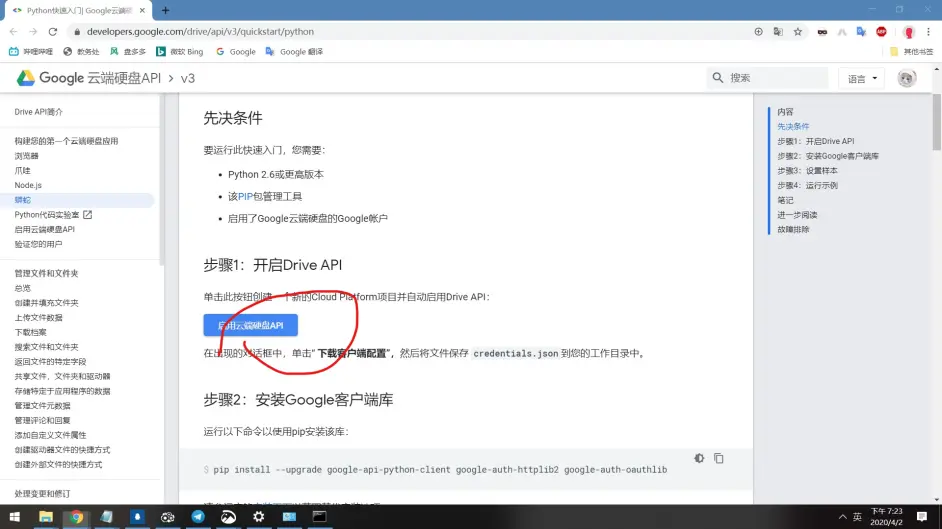 Python快速入门 | Google云端硬
developers.google.com/drive/api/v3/quickstart/python
哔哩哔哩 教务处 盘多多 微软 Bing Google Google 翻译 其他书签
Google 云端硬盘API > v3 搜索 语言
Drive API简介
构建您的第一个云端硬盘应用
浏览器
爪哇
Node.js
蟒蛇
Python代码实验室
启用云端硬盘API
验证您的用户
管理文件和文件夹
总览
创建并填充文件夹
上传文件数据
下载档案
搜索文件和文件夹
返回文件的特定字段
共享文件，文件夹和驱动器
存储特定于应用程序的数据
管理文件元数据
管理评论和回复
添加自定义文件属性
创建驱动器文件的快捷方式
创建外部文件的快捷方式
处理变更和修订
先决条件
要运行此快速入门，您需要：
Python 2.6或更高版本
该PIP包管理工具
启用了Google云端硬盘的Google帐户
步骤1：开启Drive API
单击此按钮创建一个新的Cloud Platform项目并自动启用Drive API：
启用云端硬盘API
在出现的对话框中，单击“ 下载客户端配置”，然后将文件保存 credentials.json 到您的工作目录中。
步骤2：安装Google客户端库
运行以下命令以使用pip安装该库：
$ pip install --upgrade google-api-python-client google-auth-httplib2 google-auth-oauthlib
内容
先决条件
步骤1：开启Drive API
步骤2：安装Google客户端库
步骤3：设置样本
步骤4：运行示例
笔记
进一步阅读
故障排除
英
下午 7:23
2020/4/2